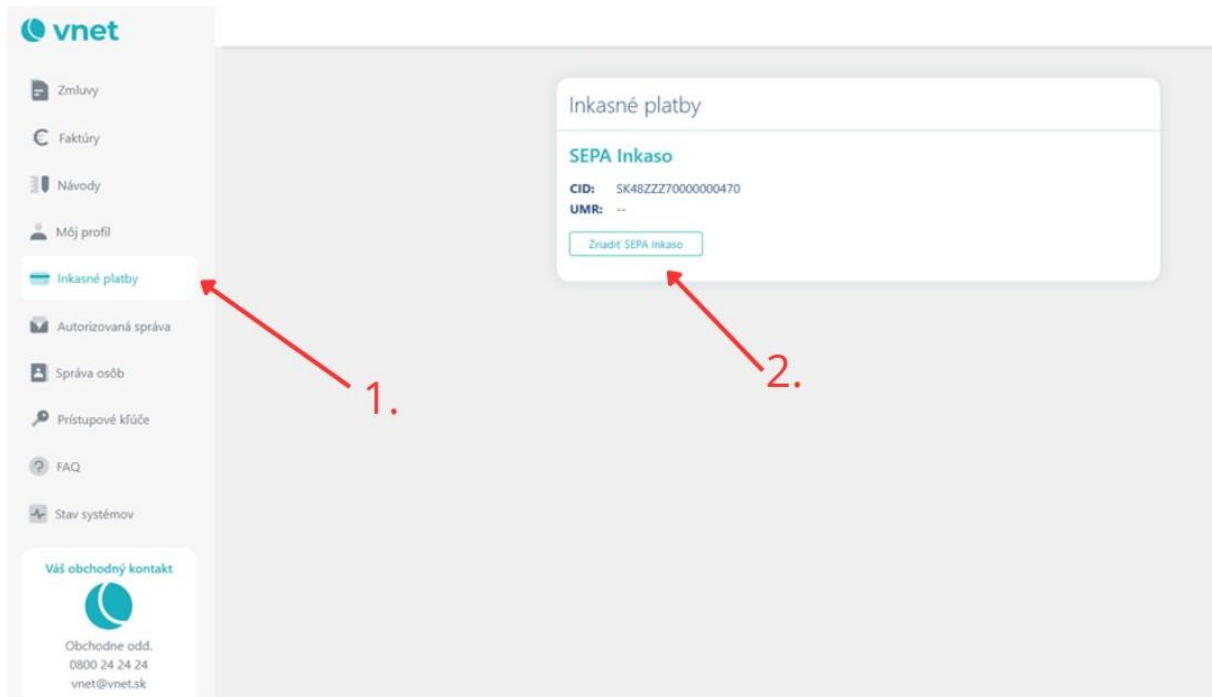 vnet
Zmluvy
Faktúry
Návody
Môj profil
Inkasné platby
Autorizovaná správa
Správa osôb
Prístupové kľúče
FAQ
Stav systémov
Váš obchodný kontakt
Obchodne odd.
0800 24 24 24
vnet@vnet.sk
Inkasné platby
SEPA Inkaso
CID: SK48ZZZ70000000470
UMR: --
Zriadiť SEPA Inkaso
1.
2.